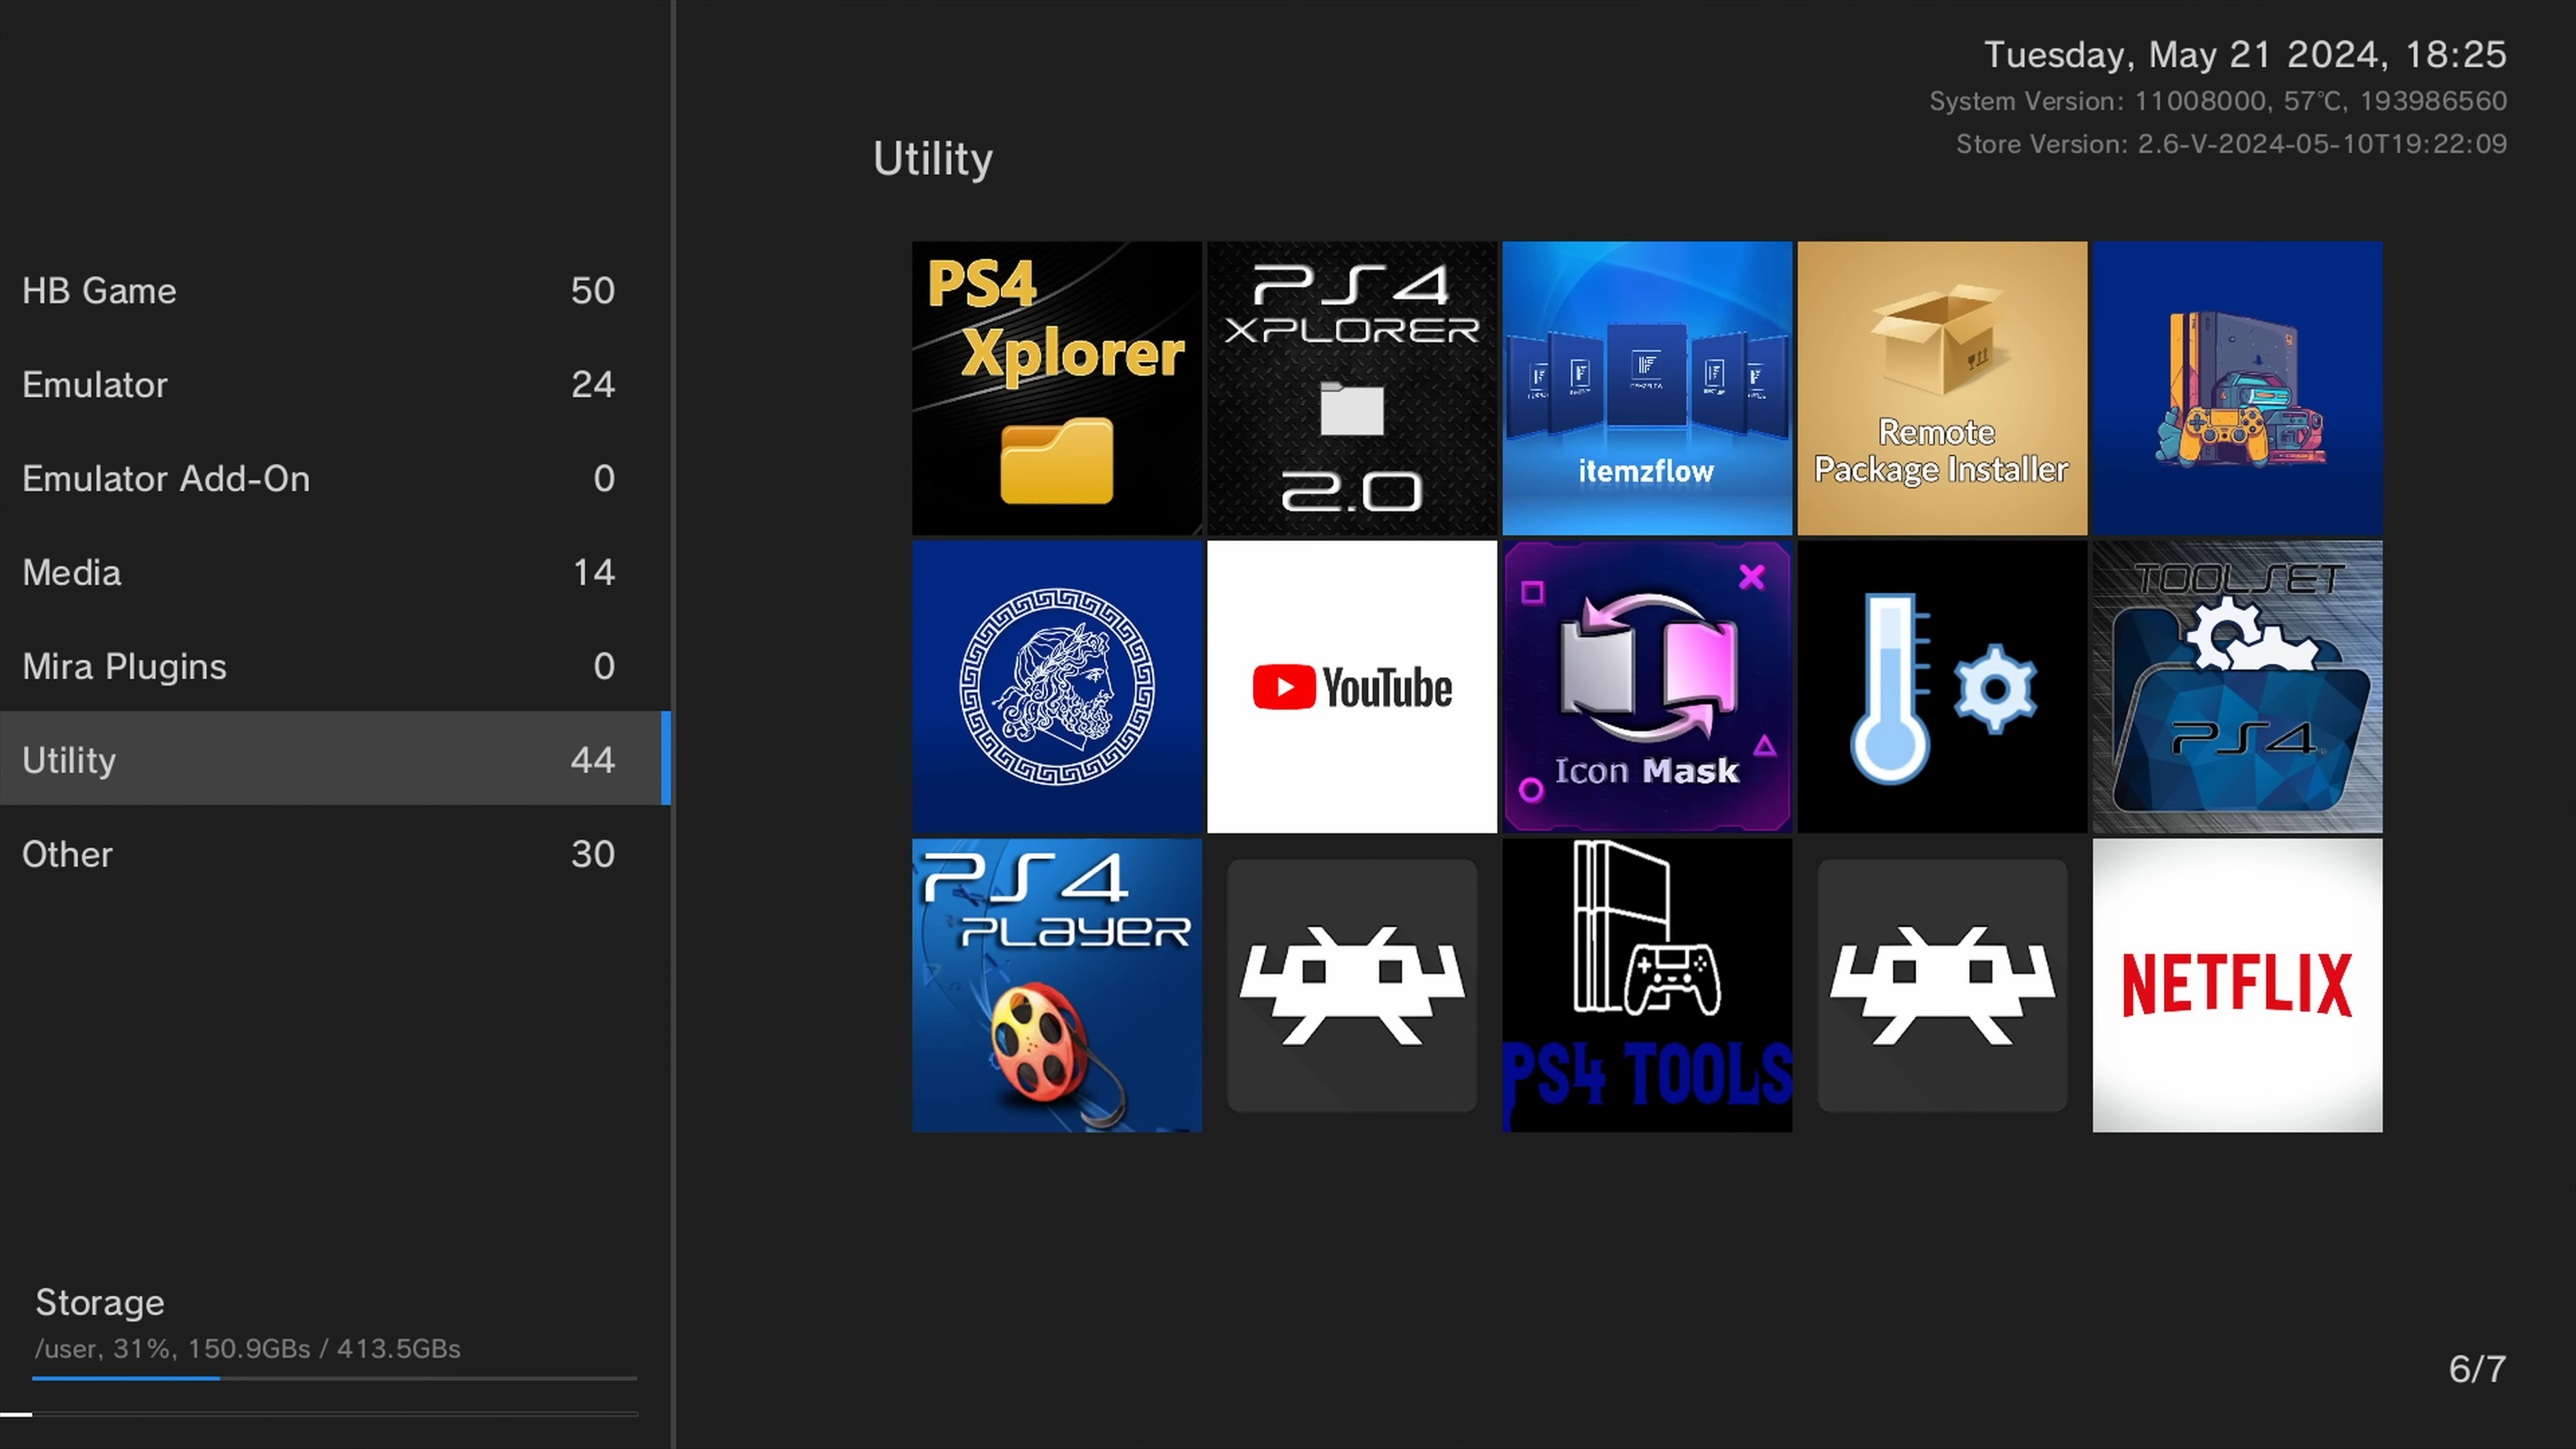 Tuesday, May 21 2024, 18:25
System Version: 11008000, 57℃, 193986560
Store Version: 2.6-V-2024-05-10T19:22:09
Utility
HB Game 50
Emulator 24
Emulator Add-On 0
Media 14
Mira Plugins 0
Utility 44
Other 30
PS4
Xplorer
PS4
XPLORER
2.0
itemzflow
Remote
Package Installer
YouTube
Icon Mask
TOOLSET
PS4
PS4
PLAYER
PS4 TOOLS
NETFLIX
Storage
/user, 31%, 150.9GBs / 413.5GBs
6/7